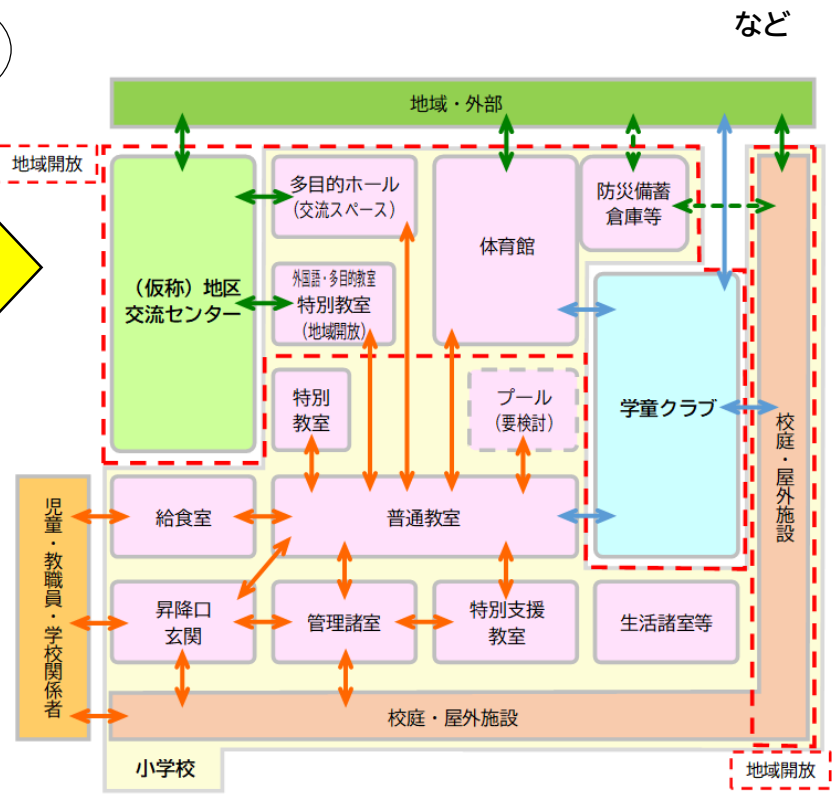 など
地域・外部
地域開放
多目的ホール
（交流スペース）
体育館
防災備蓄
倉庫等
（仮称）地区
交流センター
外国語・多目的教室
特別教室
（地域開放）
特別
教室
プール
（要検討）
学童クラブ
校庭・屋外施設
児童・教職員・学校関係者
給食室
普通教室
昇降口
玄関
管理諸室
特別支援
教室
生活諸室等
校庭・屋外施設
小学校
地域開放